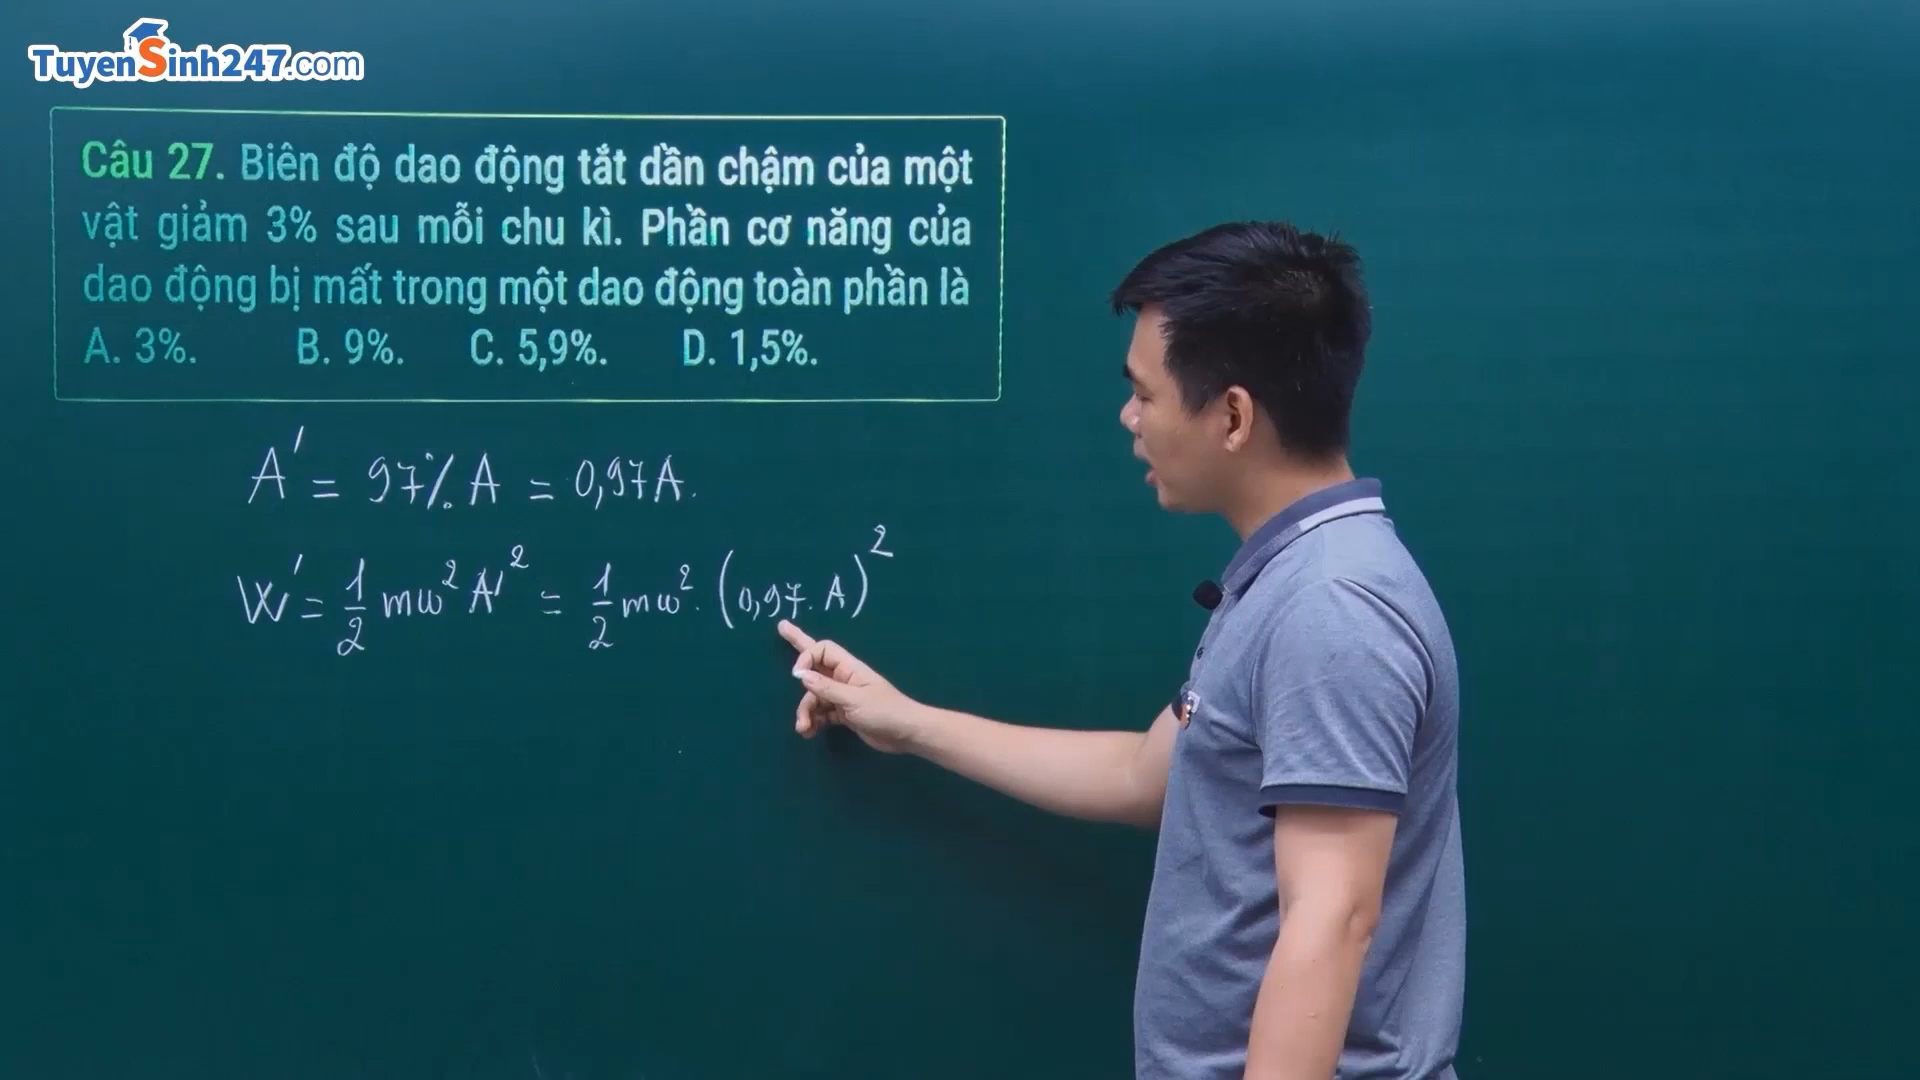 TuyenSinh247.com
Câu 27. Biên độ dao động tắt dần chậm của một
vật giảm 3% sau mỗi chu kì. Phần cơ năng của
dao động bị mất trong một dao động toàn phần là
A. 3%. B. 9%. C. 5,9%. D. 1,5%.
A' = 97% A = 0,97A.
W' = 1/2 mω² A'² = 1/2 mω². (0,97. A)²